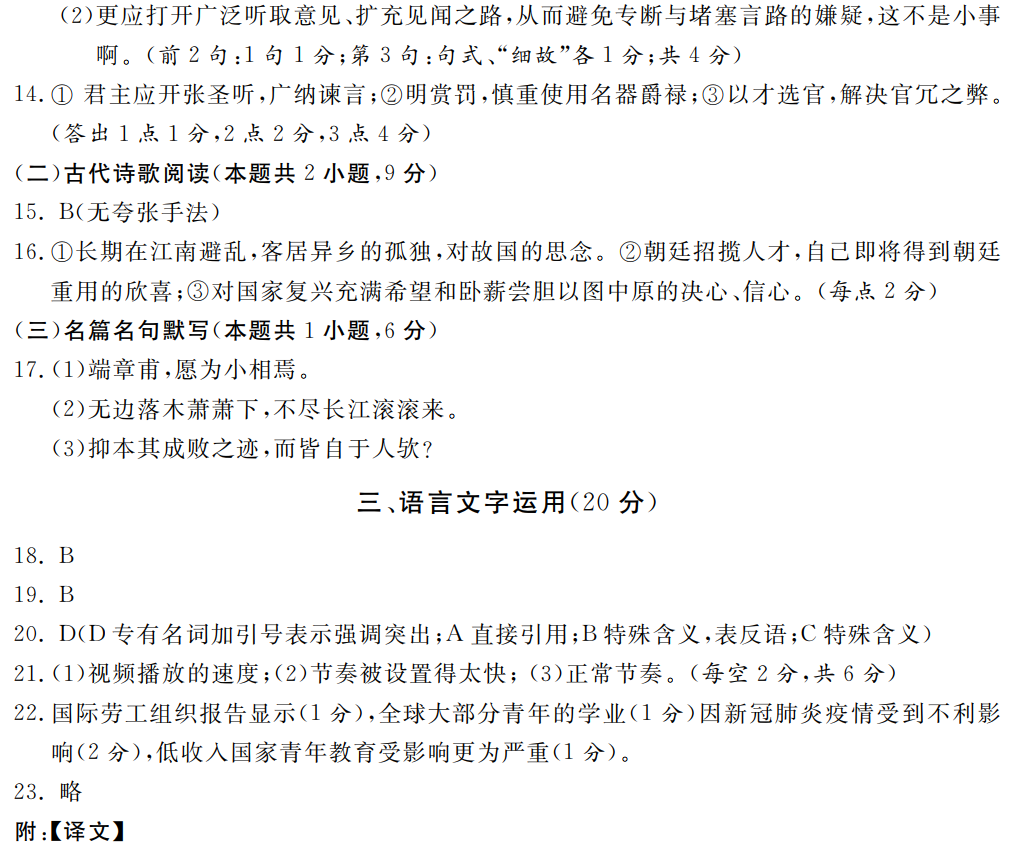 (2)更应打开广泛听取意见、扩充见闻之路,从而避免专断与堵塞言路的嫌疑,这不是小事
啊。(前2句:1句1分;第3句:句式、“细故”各1分;共4分)
14.① 君主应开张圣听,广纳谏言;②明赏罚,慎重使用名器爵禄;③以才选官,解决官冗之弊。
(答出1点1分,2点2分,3点4分)
(二)古代诗歌阅读(本题共2小题,9分)
15. B(无夸张手法)
16.①长期在江南避乱,客居异乡的孤独,对故国的思念。②朝廷招揽人才,自己即将得到朝廷
重用的欣喜;③对国家复兴充满希望和卧薪尝胆以图中原的决心、信心。(每点2分)
(三)名篇名句默写(本题共1小题,6分)
17.(1)端章甫,愿为小相焉。
(2)无边落木萧萧下,不尽长江滚滚来。
(3)抑本其成败之迹,而皆自于人欤?
三、语言文字运用(20分)
18. B
19. B
20. D(D专有名词加引号表示强调突出;A直接引用;B特殊含义,表反语;C特殊含义)
21.(1)视频播放的速度;(2)节奏被设置得太快;(3)正常节奏。(每空2分,共6分)
22.国际劳工组织报告显示(1分),全球大部分青年的学业(1分)因新冠肺炎疫情受到不利影
响(2分),低收入国家青年教育受影响更为严重(1分)。
23. 略
附:【译文】